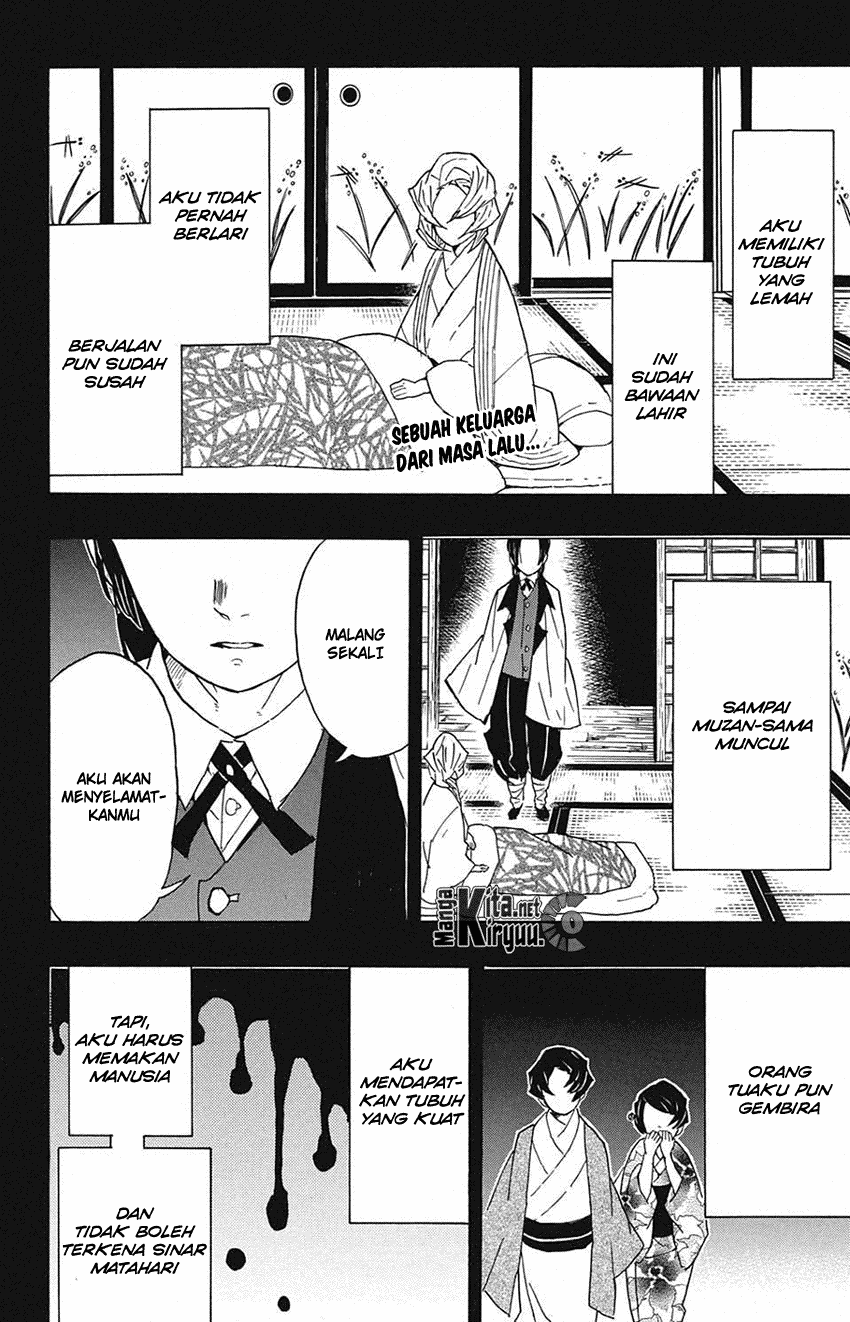 AKU
MEMILIKI
TUBUH
YANG
LEMAH
INI
SUDAH
BAWAAN
LAHIR
AKU TIDAK
PERNAH
BERLARI
BERJALAN
PUN SUDAH
SUSAH
SEBUAH KELUARGA
DARI MASA LALU...
SAMPAI
MUZAN-SAMA
MUNCUL
MALANG
SEKALI
AKU AKAN
MENYELAMAT-
KANMU
Manga
Kita.net
Kiryuu.
ORANG
TUAKU PUN
GEMBIRA
AKU
MENDAPAT-
KAN TUBUH
YANG KUAT
TAPI,
AKU HARUS
MEMAKAN
MANUSIA
DAN
TIDAK BOLEH
TERKENA SINAR
MATAHARI